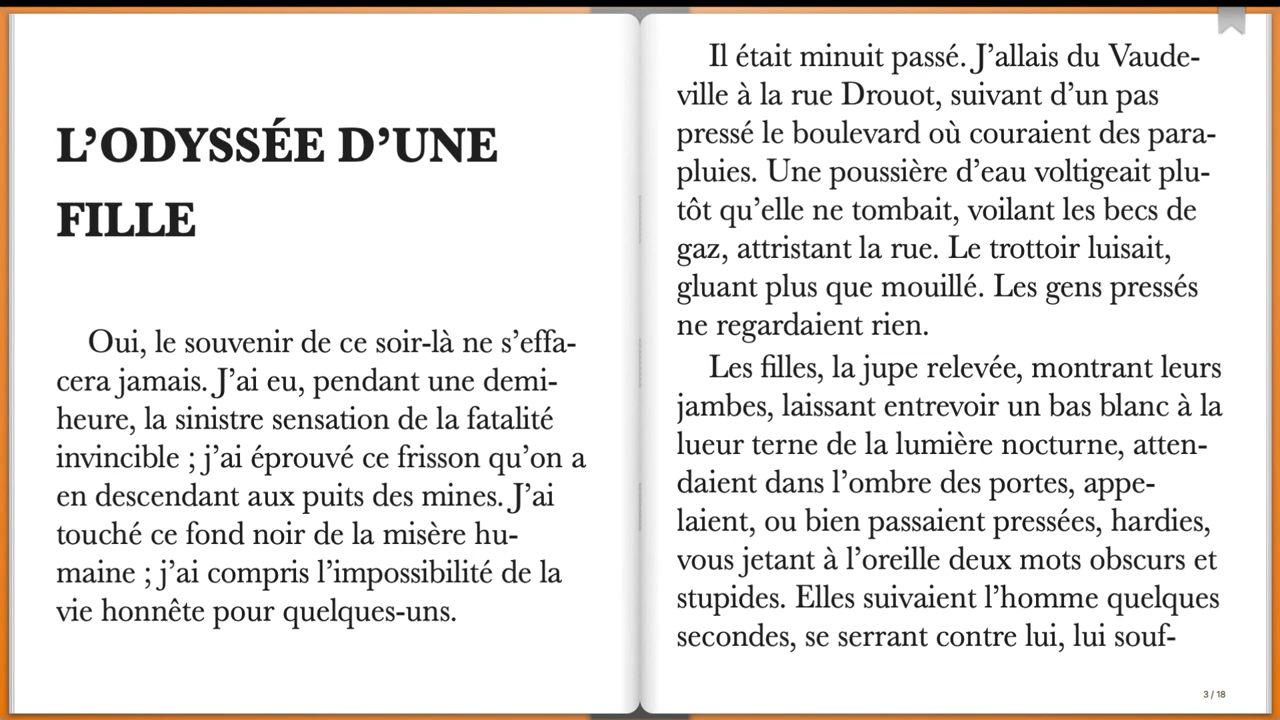 L’ODYSSÉE D’UNE
FILLE
Oui, le souvenir de ce soir-là ne s’effa-
cera jamais. J’ai eu, pendant une demi-
heure, la sinistre sensation de la fatalité
invincible ; j’ai éprouvé ce frisson qu’on a
en descendant aux puits des mines. J’ai
touché ce fond noir de la misère hu-
maine ; j’ai compris l’impossibilité de la
vie honnête pour quelques-uns.
Il était minuit passé. J’allais du Vaude-
ville à la rue Drouot, suivant d’un pas
pressé le boulevard où couraient des para-
pluies. Une poussière d’eau voltigeait plu-
tôt qu’elle ne tombait, voilant les becs de
gaz, attristant la rue. Le trottoir luisait,
gluant plus que mouillé. Les gens pressés
ne regardaient rien.
Les filles, la jupe relevée, montrant leurs
jambes, laissant entrevoir un bas blanc à la
lueur terne de la lumière nocturne, atten-
daient dans l’ombre des portes, appe-
laient, ou bien passaient pressées, hardies,
vous jetant à l’oreille deux mots obscurs et
stupides. Elles suivaient l’homme quelques
secondes, se serrant contre lui, lui souf-
3 / 18